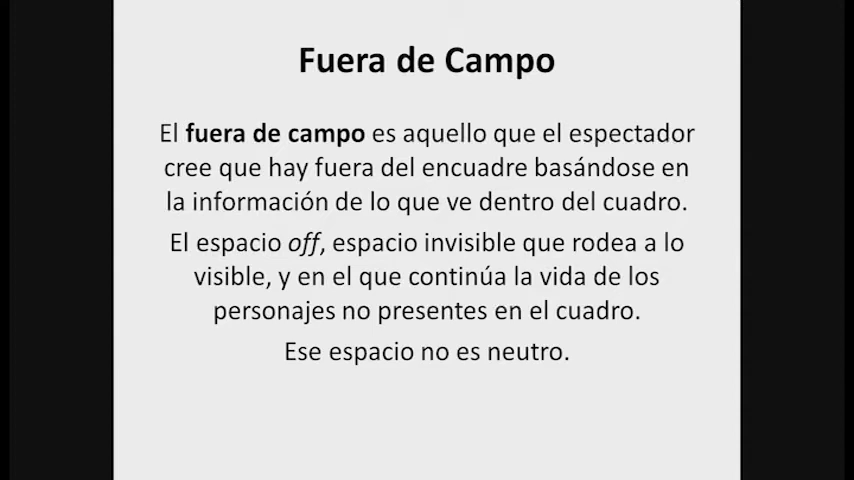 Fuera de Campo
El fuera de campo es aquello que el espectador
cree que hay fuera del encuadre basándose en
la información de lo que ve dentro del cuadro.
El espacio off, espacio invisible que rodea a lo
visible, y en el que continúa la vida de los
personajes no presentes en el cuadro.
Ese espacio no es neutro.